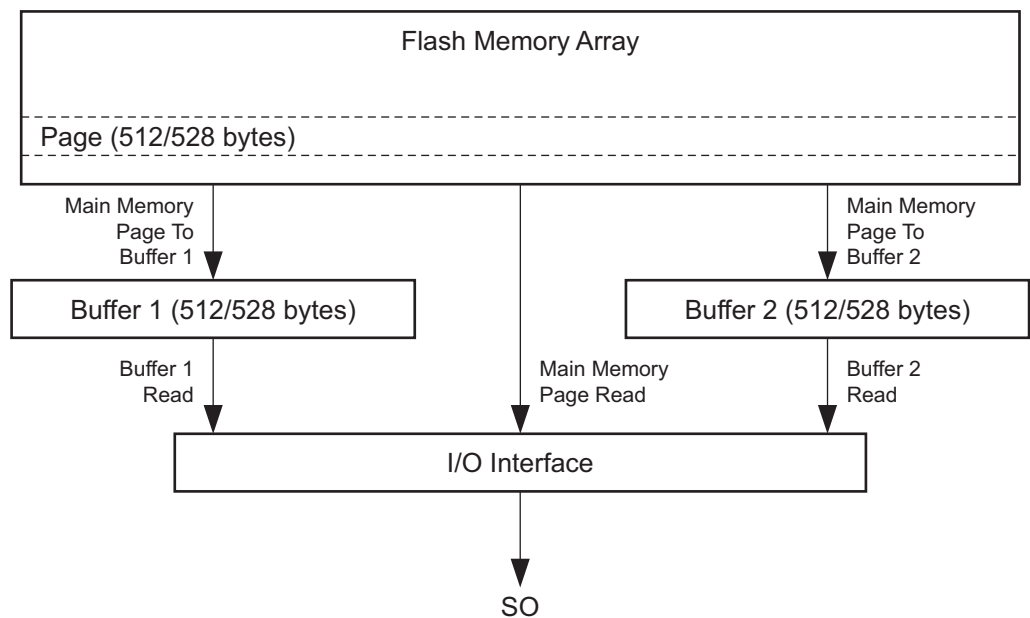 Flash Memory Array
Page (512/528 bytes)
Main Memory
Page To
Buffer 1
Main Memory
Page To
Buffer 2
Buffer 1 (512/528 bytes)
Buffer 2 (512/528 bytes)
Buffer 1
Read
Main Memory
Page Read
Buffer 2
Read
I/O Interface
SO